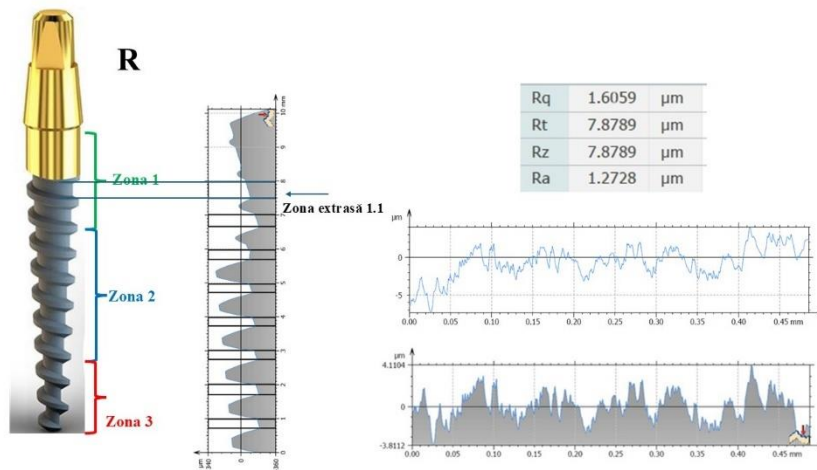 R
Zona 1
Zona 2
Zona 3
10 mm
9
8
7
6
5
4
3
2
1
0
µm
340
0
360
Zona extrasă 1.1
Rq 1.6059 µm
Rt 7.8789 µm
Rz 7.8789 µm
Ra 1.2728 µm
µm
0
-5
0.00 0.05 0.10 0.15 0.20 0.25 0.30 0.35 0.40 0.45 mm
µm
4.1104
0
-3.8112
0.00 0.05 0.10 0.15 0.20 0.25 0.30 0.35 0.40 0.45 mm